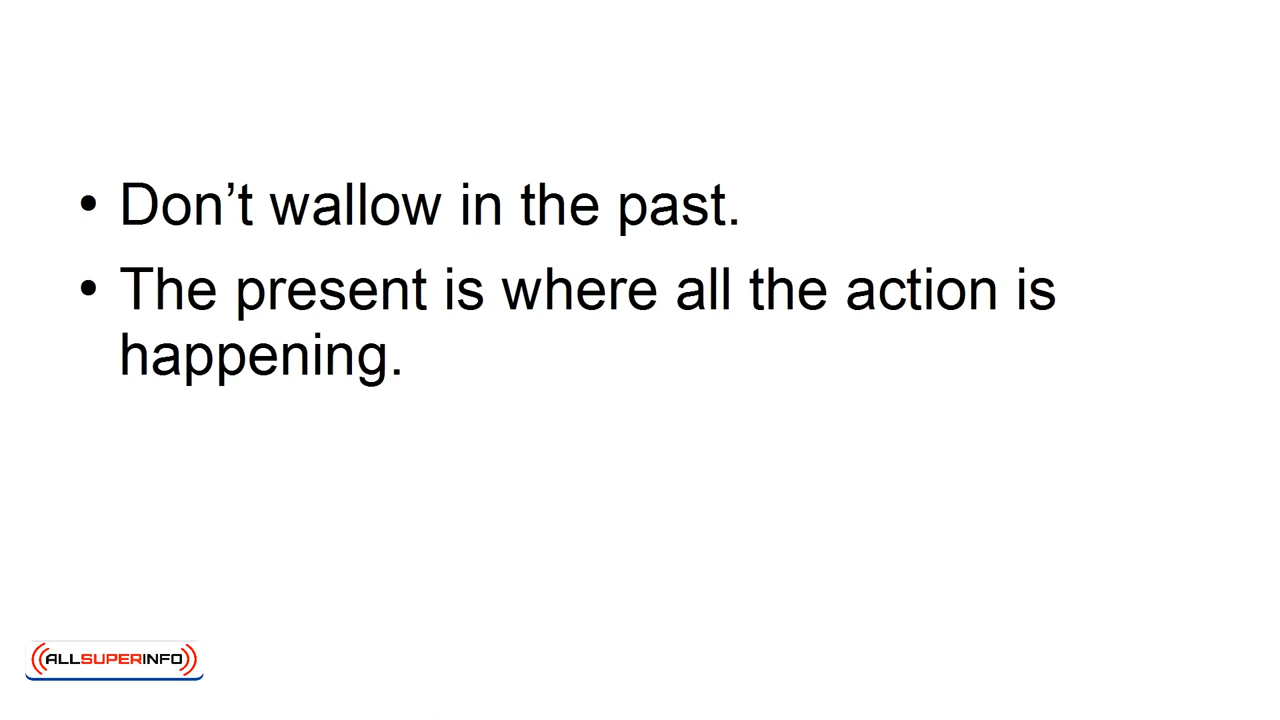 • Don’t wallow in the past.
• The present is where all the action is
happening.
ALLSUPERINFO